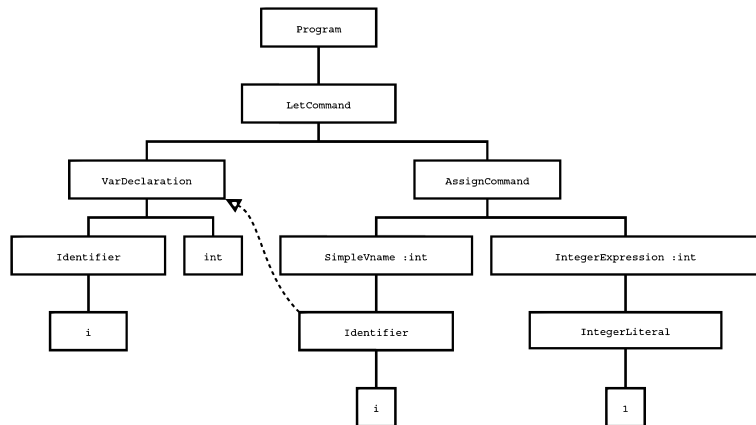 Program
LetCommand
VarDeclaration
AssignCommand
Identifier
int
SimpleVname :int
IntegerExpression :int
i
Identifier
IntegerLiteral
i
1